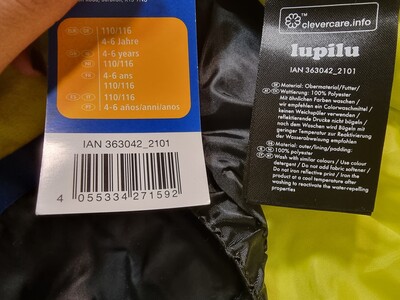 110/116
4-6 Jahre
110/116
4-6 years
110/116
4-6 ans
110/116
4-6 años/anni/anos
IAN 363042_2101
4 055334 271592
clevercare.info
lupilu
IAN 363042_2101
Material: Obermaterial/Futter/
Wattierung: 100% Polyester
Mit ähnlichen Farben waschen / wir
empfehlen ein Colorwaschmittel /
keinen Weichspüler verwenden /
reflektierende Drucke nicht bügeln /
nach dem Waschen wird Bügeln mit
geringer Temperatur zur Reaktivierung
der Wasserabweisung empfohlen
Material: outer/lining/padding:
100% polyester
Wash with similar colours / Use colour
detergent / Do not add fabric softener /
Do not iron reflective print / Iron the
product at a cool temperature after
washing to reactivate the water-repelling
properties